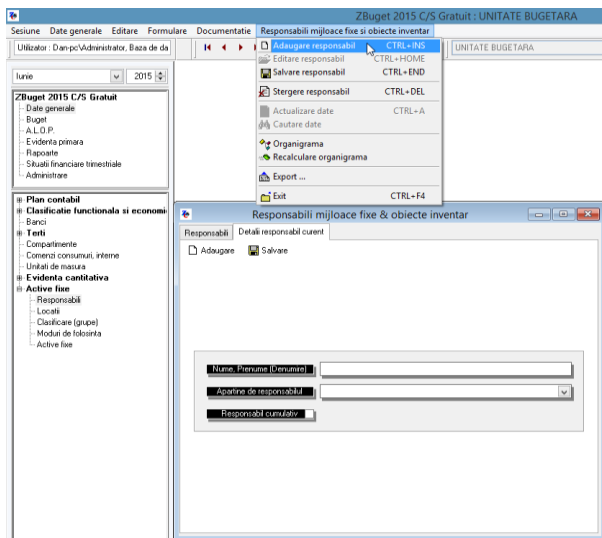 ZBuget 2015 C/S Gratuit : UNITATE BUGETARA
Sesiune Date generale Editare Formulare Documentatie Responsabili mijloace fixe si obiecte inventar
Utilizator : Dan-pc\Administrator, Baza de da
UNITATE BUGETARA
Adaugare responsabil CTRL+INS
Editare responsabil CTRL+HOME
Salvare responsabil CTRL+END
Stergere responsabil CTRL+DEL
Actualizare date CTRL+A
Cautare date
Organigrama
Recalculare organigrama
Export ...
Exit CTRL+F4
Iunie 2015
ZBuget 2015 C/S Gratuit
Date generale
Buget
A.L.O.P.
Evidenta primara
Rapoarte
Situatii financiare trimestriale
Administrare
Plan contabil
Clasificatie functionala si economi
Banci
Terti
Compartimente
Comenzi consumuri, interne
Unitati de masura
Evidenta cantitativa
Active fixe
Responsabili
Locatii
Clasificare (grupe)
Moduri de folosinta
Active fixe
Responsabili mijloace fixe & obiecte inventar
Responsabili Detalii responsabil curent
Adaugare Salvare
Nume, Prenume (Denumire)
Apartine de responsabilul
Responsabil cumulativ